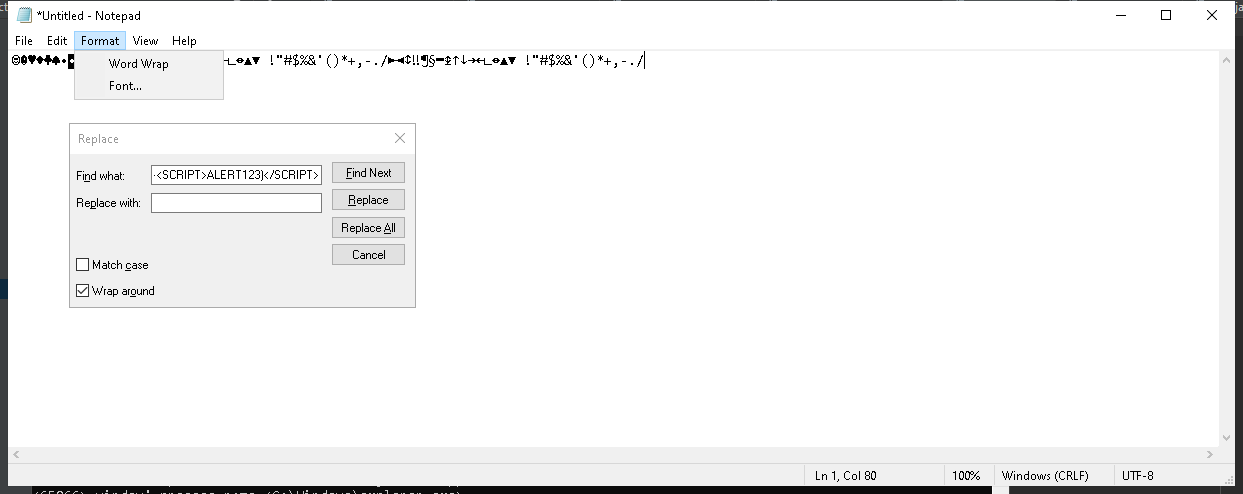 *Untitled - Notepad
File Edit Format View Help
☺☻♥♦♣♠•◘
∟↔▲▼ !"#$%&'()*+,-./►◄↕‼¶§▬↨↑↓→←∟↔▲▼ !"#$%&'()*+,-./
Word Wrap
Font...
Replace
Find what:
<SCRIPT>ALERT123)</SCRIPT>
Find Next
Replace with:
Replace
Replace All
Cancel
Match case
Wrap around
Ln 1, Col 80
100%
Windows (CRLF)
UTF-8